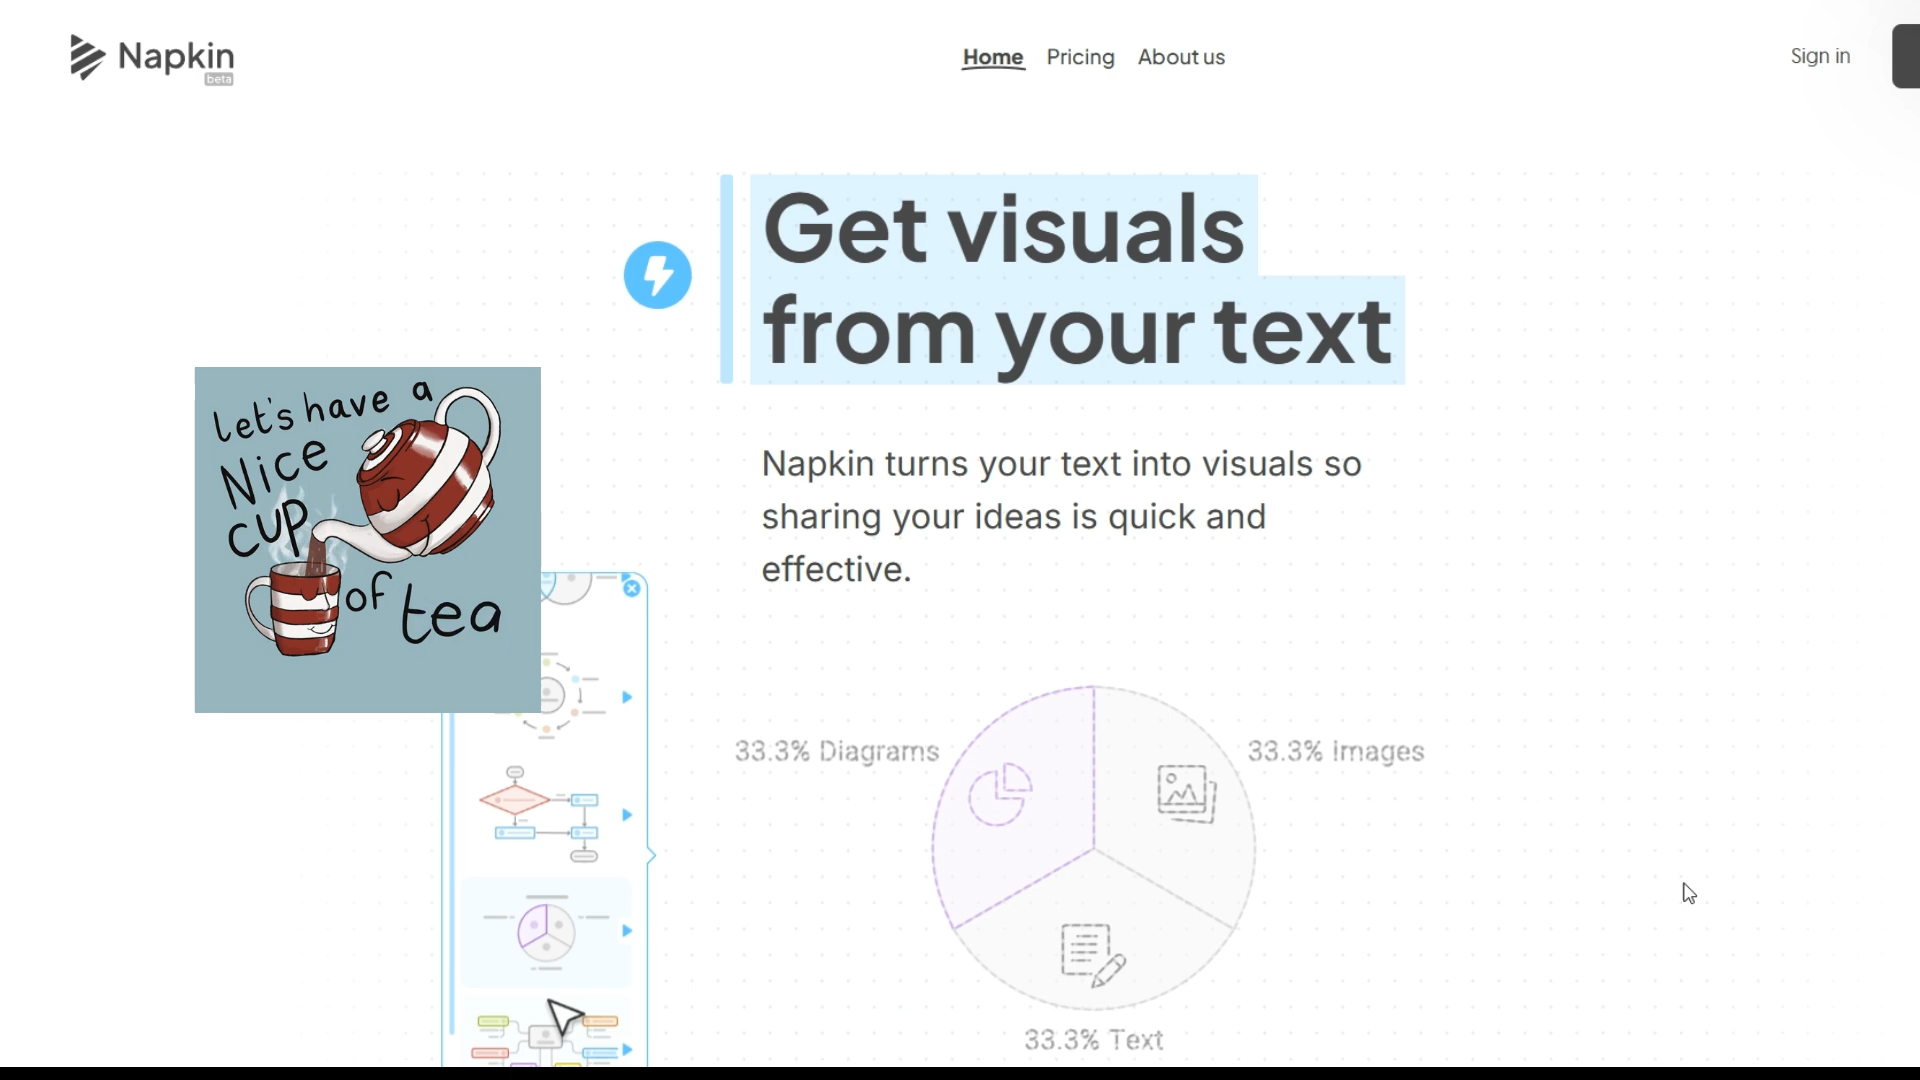 Napkin
beta
Home Pricing About us
Sign in
Get visuals
from your text
let's have a
Nice
cup
of tea
Napkin turns your text into visuals so
sharing your ideas is quick and
effective.
33.3% Diagrams
33.3% Images
33.3% Text